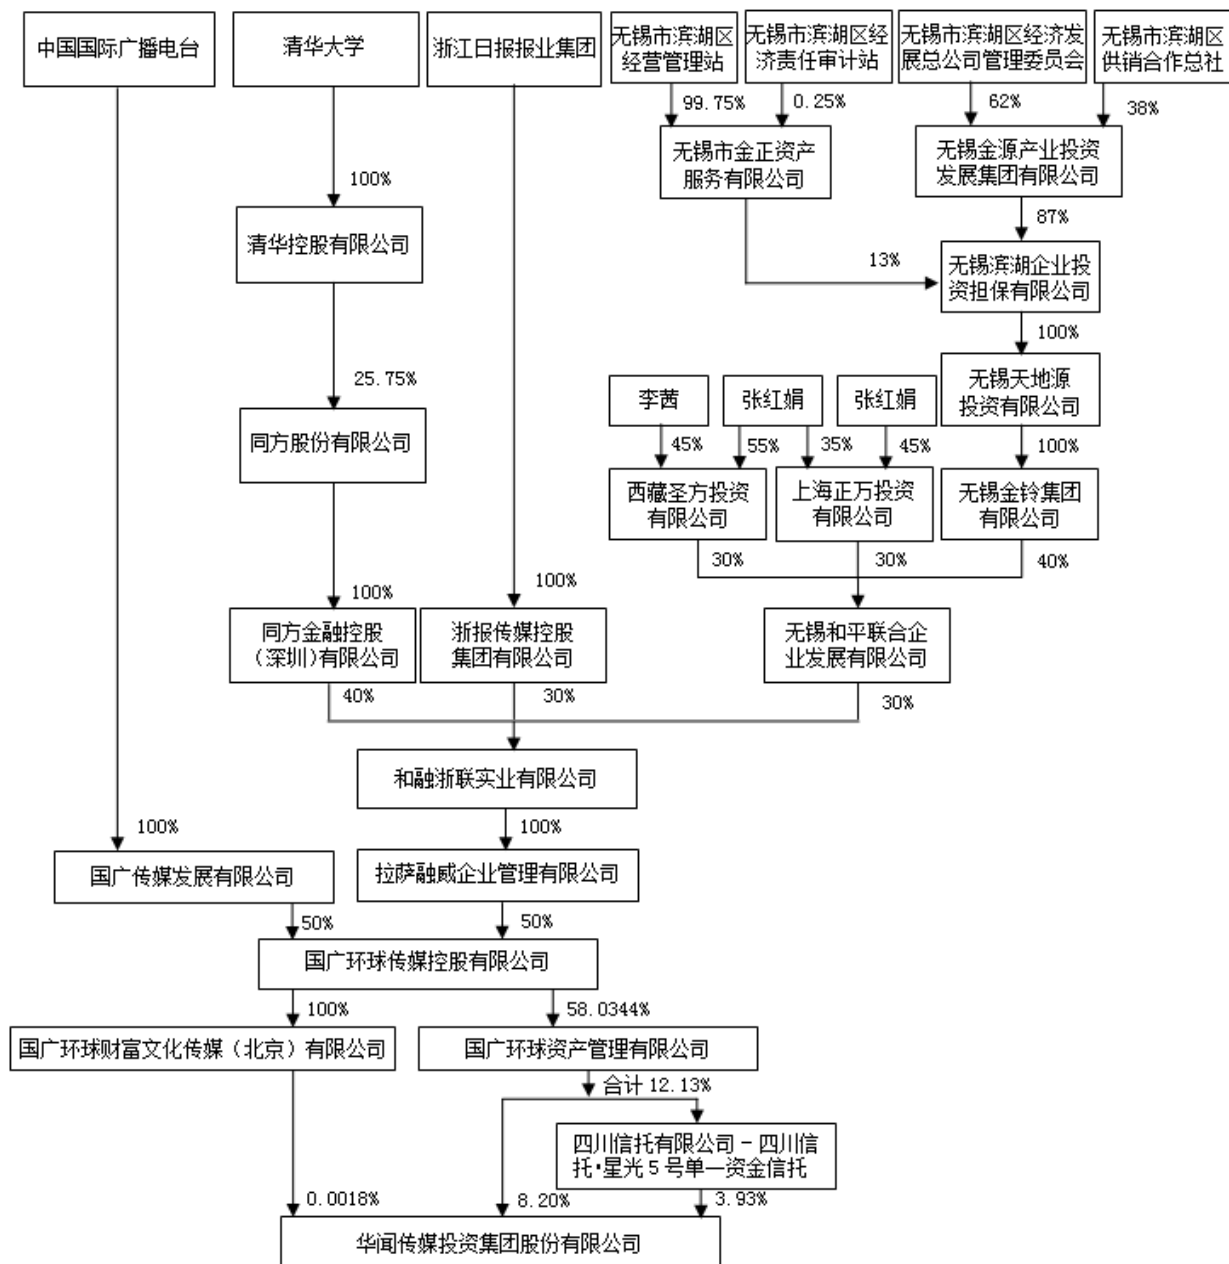 中国国际广播电台
清华大学
浙江日报报业集团
无锡市滨湖区
经营管理站
无锡市滨湖区经
济责任审计站
无锡市滨湖区经济发
展总公司管理委员会
无锡市滨湖区
供销合作总社
99.75%
0.25%
62%
38%
无锡市金正资产
服务有限公司
无锡金源产业投资
发展集团有限公司
100%
87%
清华控股有限公司
13%
无锡滨湖企业投
资担保有限公司
100%
25.75%
李茜
张红娟
张红娟
无锡天地源
投资有限公司
同方股份有限公司
45%
55%
35%
45%
100%
西藏圣方投资
有限公司
上海正万投资
有限公司
无锡金铃集团
有限公司
30%
30%
40%
100%
100%
同方金融控股
（深圳）有限公司
浙报传媒控股
集团有限公司
无锡和平联合企
业发展有限公司
40%
30%
30%
和融浙联实业有限公司
100%
100%
国广传媒发展有限公司
拉萨融威企业管理有限公司
50%
50%
国广环球传媒控股有限公司
100%
58.0344%
国广环球财富文化传媒（北京）有限公司
国广环球资产管理有限公司
合计 12.13%
四川信托有限公司－四川信
托•星光 5 号单一资金信托
0.0018%
8.20%
3.93%
华闻传媒投资集团股份有限公司